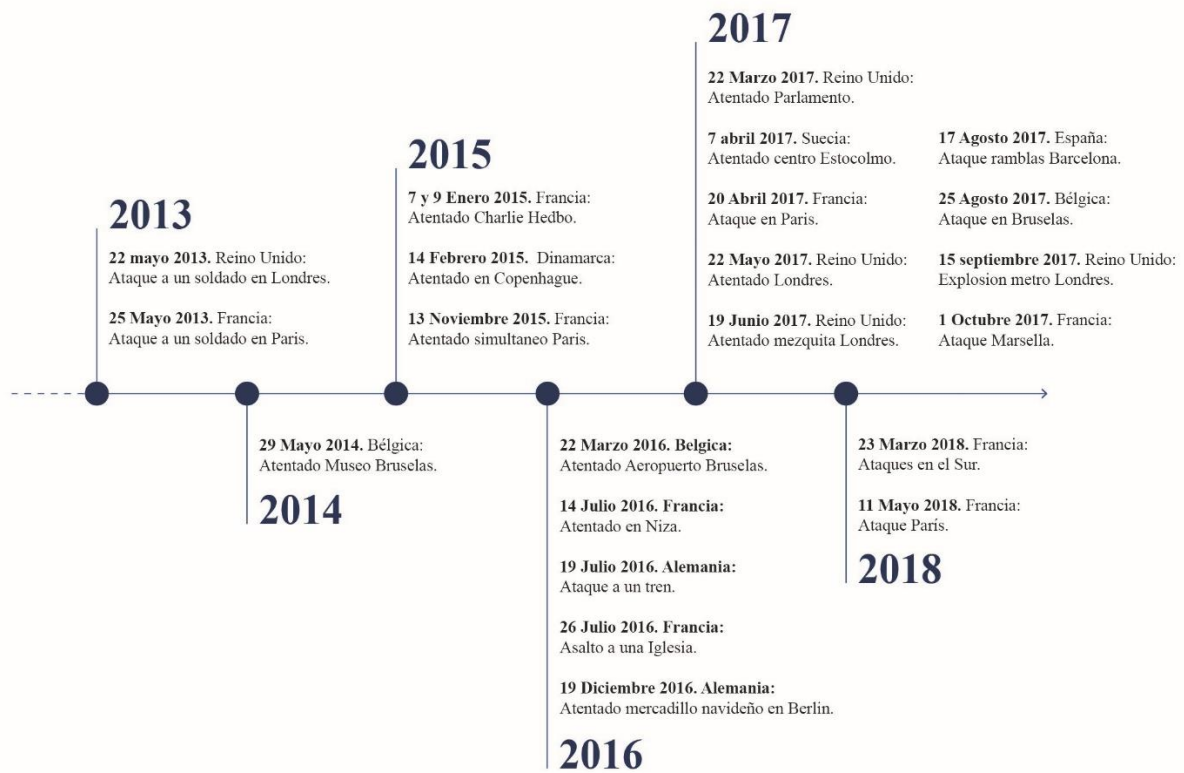 2013
22 mayo 2013. Reino Unido:
Ataque a un soldado en Londres.
25 Mayo 2013. Francia:
Ataque a un soldado en Paris.
29 Mayo 2014. Bélgica:
Atentado Museo Bruselas.
2014
2015
7 y 9 Enero 2015. Francia:
Atentado Charlie Hedbo.
14 Febrero 2015. Dinamarca:
Atentado en Copenhague.
13 Noviembre 2015. Francia:
Atentado simultaneo Paris.
22 Marzo 2016. Belgica:
Atentado Aeropuerto Bruselas.
14 Julio 2016. Francia:
Atentado en Niza.
19 Julio 2016. Alemania:
Ataque a un tren.
26 Julio 2016. Francia:
Asalto a una Iglesia.
19 Diciembre 2016. Alemania:
Atentado mercadillo navideño en Berlin.
2016
2017
22 Marzo 2017. Reino Unido:
Atentado Parlamento.
7 abril 2017. Suecia:
Atentado centro Estocolmo.
20 Abril 2017. Francia:
Ataque en Paris.
22 Mayo 2017. Reino Unido:
Atentado Londres.
19 Junio 2017. Reino Unido:
Atentado mezquita Londres.
17 Agosto 2017. España:
Ataque ramblas Barcelona.
25 Agosto 2017. Bélgica:
Ataque en Bruselas.
15 septiembre 2017. Reino Unido:
Explosion metro Londres.
1 Octubre 2017. Francia:
Ataque Marsella.
23 Marzo 2018. Francia:
Ataques en el Sur.
11 Mayo 2018. Francia:
Ataque París.
2018